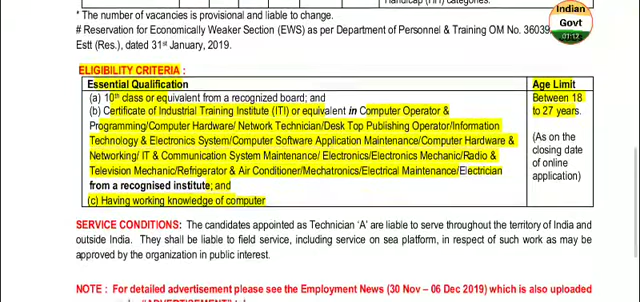 Handicap (HH) categories.
* The number of vacancies is provisional and liable to change.
# Reservation for Economically Weaker Section (EWS) as per Department of Personnel & Training OM No. 36039
Estt (Res.), dated 31st January, 2019.
Indian
Govt
01:12
ELIGIBILITY CRITERIA :
Essential Qualification
Age Limit
(a) 10th class or equivalent from a recognized board; and
(b) Certificate of Industrial Training Institute (ITI) or equivalent in Computer Operator &
Programming/Computer Hardware/ Network Technician/Desk Top Publishing Operator/Information
Technology & Electronics System/Computer Software Application Maintenance/Computer Hardware &
Networking/ IT & Communication System Maintenance/ Electronics/Electronics Mechanic/Radio &
Television Mechanic/Refrigerator & Air Conditioner/Mechatronics/Electrical Maintenance/Electrician
from a recognised institute; and
(c) Having working knowledge of computer
Between 18
to 27 years.
(As on the
closing date
of online
application)
SERVICE CONDITIONS: The candidates appointed as Technician 'A' are liable to serve throughout the territory of India and
outside India. They shall be liable to field service, including service on sea platform, in respect of such work as may be
approved by the organization in public interest.
NOTE : For detailed advertisement please see the Employment News (30 Nov – 06 Dec 2019) which is also uploaded